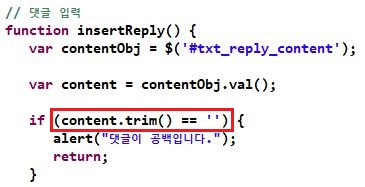 // 댓글 입력
function insertReply() {
var contentObj = $('#txt_reply_content');
var content = contentObj.val();
if (content.trim() == '') {
alert("댓글이 공백입니다.");
return;
}